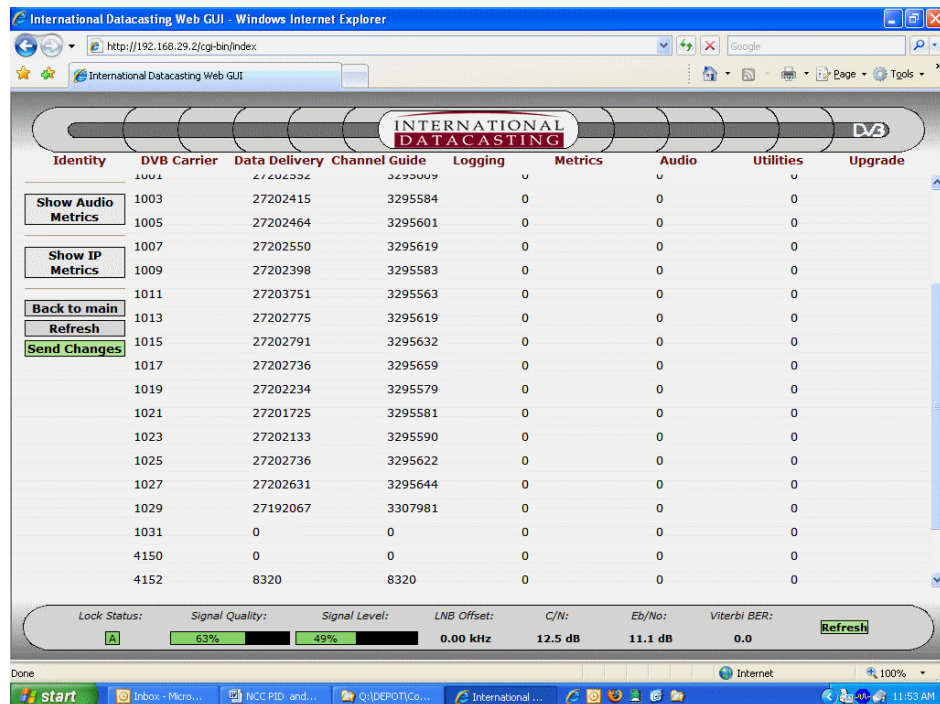 International Datacasting Web GUI - Windows Internet Explorer
http://192.168.29.2/cgi-bin/index
Google
International Datacasting Web GUI
Page
Tools
INTERNATIONAL
DATACASTING
DVB
Identity DVB Carrier Data Delivery Channel Guide Logging Metrics Audio Utilities Upgrade
1001 27202552 3295609 0 0 0
Show Audio Metrics
1003 27202415 3295584 0 0 0
1005 27202464 3295601 0 0 0
Show IP Metrics
1007 27202550 3295619 0 0 0
1009 27202398 3295583 0 0 0
1011 27203751 3295563 0 0 0
Back to main
1013 27202775 3295619 0 0 0
Refresh
1015 27202791 3295632 0 0 0
Send Changes
1017 27202736 3295659 0 0 0
1019 27202234 3295579 0 0 0
1021 27201725 3295581 0 0 0
1023 27202133 3295590 0 0 0
1025 27202736 3295622 0 0 0
1027 27202631 3295644 0 0 0
1029 27192067 3307981 0 0 0
1031 0 0 0 0 0
4150 0 0 0 0 0
4152 8320 8320 0 0 0
Lock Status: Signal Quality: Signal Level: LNB Offset: C/N: Eb/No: Viterbi BER:
A 63% 49% 0.00 kHz 12.5 dB 11.1 dB 0.0
Refresh
Done Internet 100%
start Inbox - Micro... NCC PID and... Q:\DEPOT\Co... International ... 11:53 AM